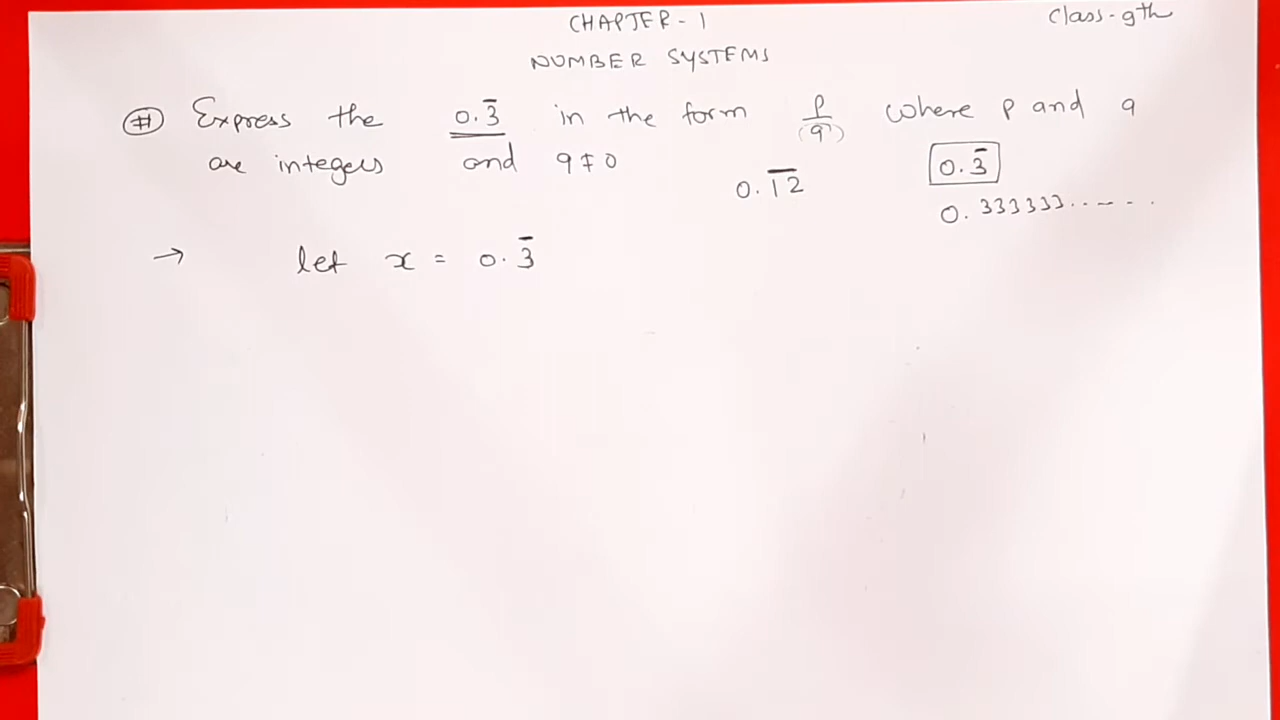 CHAPTER - 1
Class - 9th
NUMBER SYSTEMS
# Express the 0.3̅ in the form p/(q) where p and q
are integers and q ≠ 0
0.1̅2̅
0.3̅
0.333333......
→ let x = 0.3̅